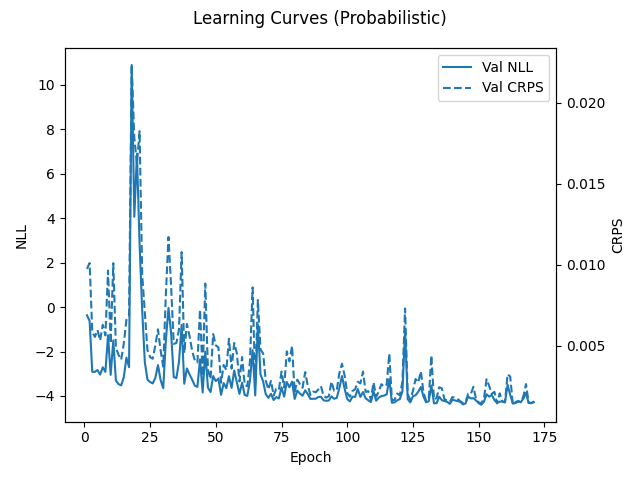 Learning Curves (Probabilistic)
Val NLL
Val CRPS
10
8
6
4
2
0
−2
−4
NLL
0.020
0.015
0.010
0.005
CRPS
0 25 50 75 100 125 150 175
Epoch